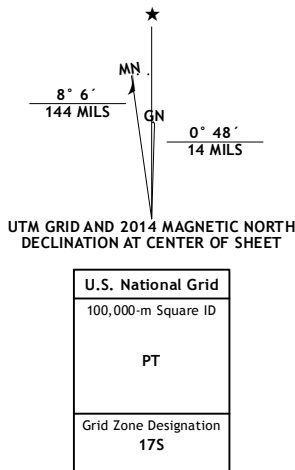 ★
MN
GN
8° 6´
144 MILS
0° 48´
14 MILS
UTM GRID AND 2014 MAGNETIC NORTH
DECLINATION AT CENTER OF SHEET
U.S. National Grid
100,000-m Square ID
PT
Grid Zone Designation
17S